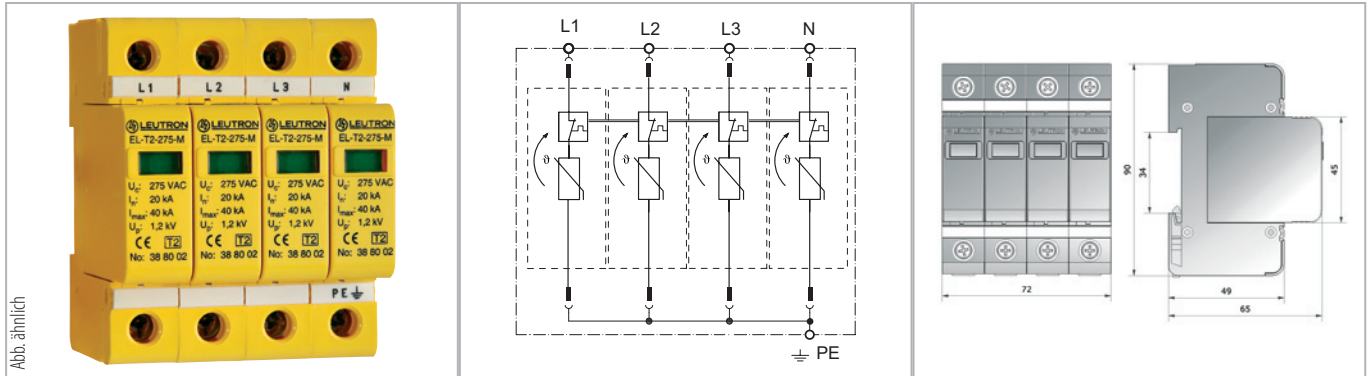 Abb. ähnlich
L1 L2 L3 N
LEUTRON LEUTRON LEUTRON LEUTRON
EL-T2-275-M EL-T2-275-M EL-T2-275-M EL-T2-275-M
Uc: 275 VAC Uc: 275 VAC Uc: 275 VAC Uc: 275 VAC
In: 20 kA In: 20 kA In: 20 kA In: 20 kA
Imax: 40 kA Imax: 40 kA Imax: 40 kA Imax: 40 kA
Up: 1,2 kV Up: 1,2 kV Up: 1,2 kV Up: 1,2 kV
CE T2 CE T2 CE T2 CE T2
No: 38 80 02 No: 38 80 02 No: 38 80 02 No: 38 80 02
PE
L1 L2 L3 N
ϑ ϑ ϑ ϑ
PE
LEUTRON LEUTRON LEUTRON LEUTRON
72
90
34
45
49
65